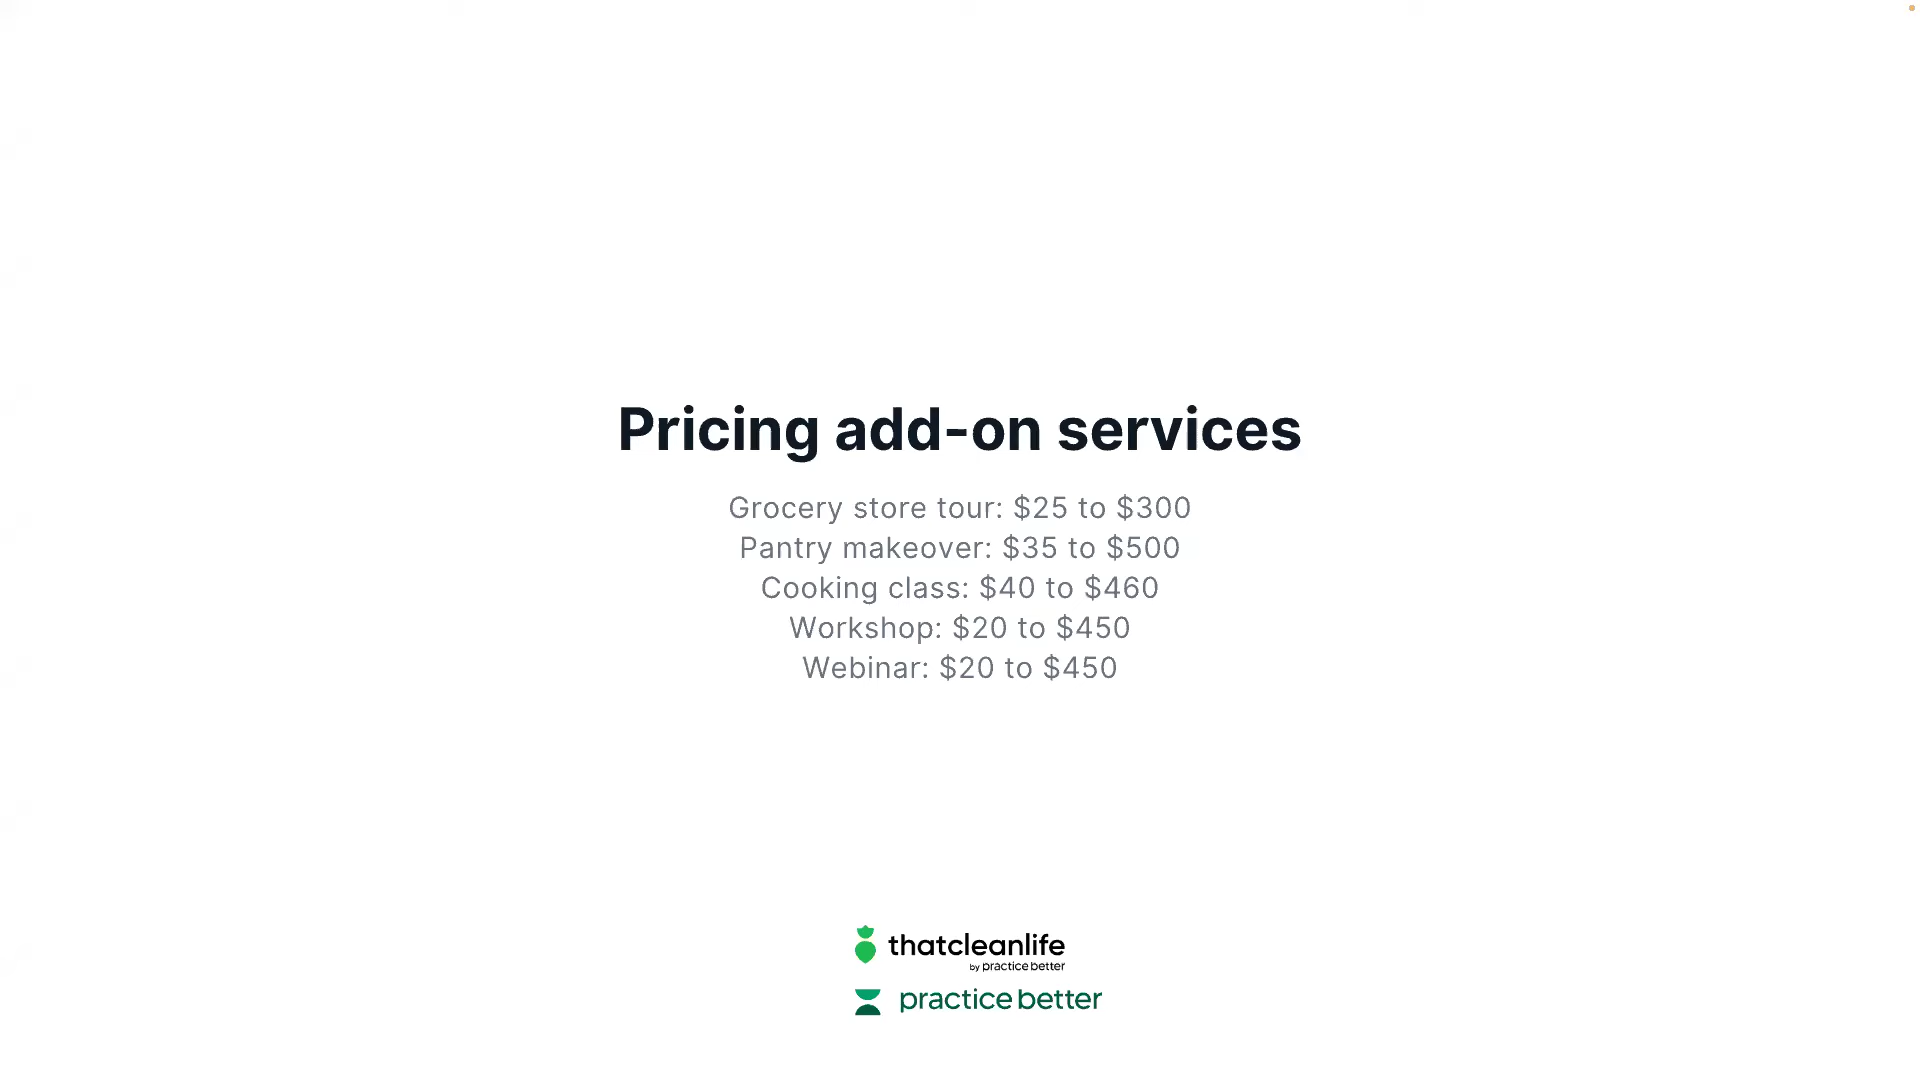 Pricing add-on services
Grocery store tour: $25 to $300
Pantry makeover: $35 to $500
Cooking class: $40 to $460
Workshop: $20 to $450
Webinar: $20 to $450
thatcleanlife
by practice better
practice better